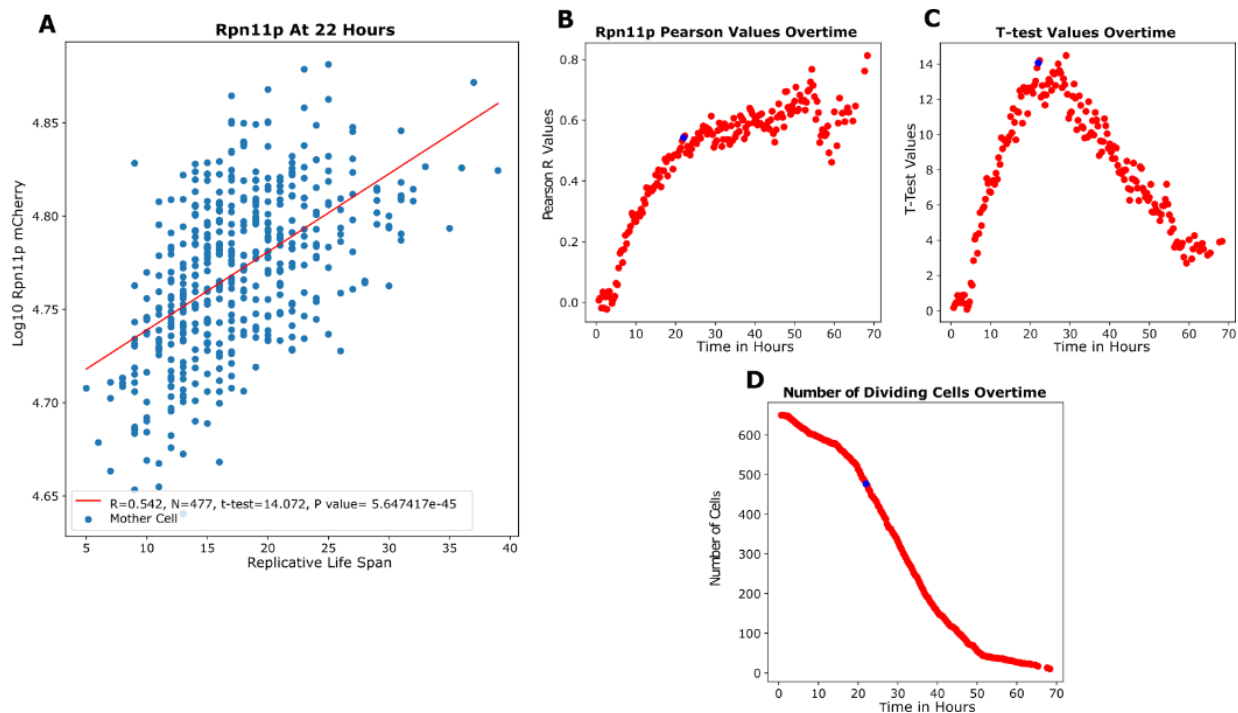 A
Rpn11p At 22 Hours
Log10 Rpn11p mCherry
4.85
4.80
4.75
4.70
4.65
R=0.542, N=477, t-test=14.072, P value= 5.647417e-45
Mother Cell
5 10 15 20 25 30 35 40
Replicative Life Span
B
Rpn11p Pearson Values Overtime
Pearson R Values
0.8
0.6
0.4
0.2
0.0
0 10 20 30 40 50 60 70
Time in Hours
C
T-test Values Overtime
T-Test Values
14
12
10
8
6
4
2
0
0 10 20 30 40 50 60 70
Time in Hours
D
Number of Dividing Cells Overtime
Number of Cells
600
500
400
300
200
100
0
0 10 20 30 40 50 60 70
Time in Hours